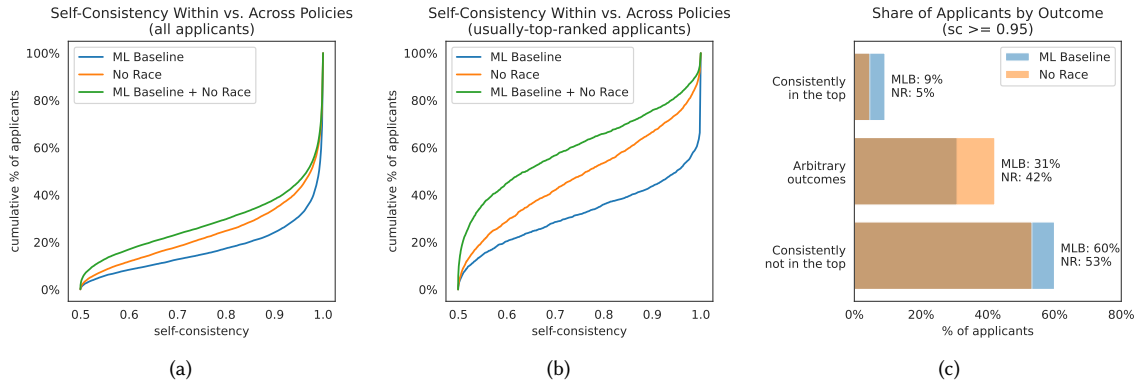 Self-Consistency Within vs. Across Policies
(all applicants)
100%
80%
60%
40%
20%
0%
cumulative % of applicants
ML Baseline
No Race
ML Baseline + No Race
0.5 0.6 0.7 0.8 0.9 1.0
self-consistency
(a)
Self-Consistency Within vs. Across Policies
(usually-top-ranked applicants)
100%
80%
60%
40%
20%
0%
cumulative % of applicants
ML Baseline
No Race
ML Baseline + No Race
0.5 0.6 0.7 0.8 0.9 1.0
self-consistency
(b)
Share of Applicants by Outcome
(sc >= 0.95)
ML Baseline
No Race
Consistently
in the top
MLB: 9%
NR: 5%
Arbitrary
outcomes
MLB: 31%
NR: 42%
Consistently
not in the top
MLB: 60%
NR: 53%
0% 20% 40% 60% 80%
% of applicants
(c)